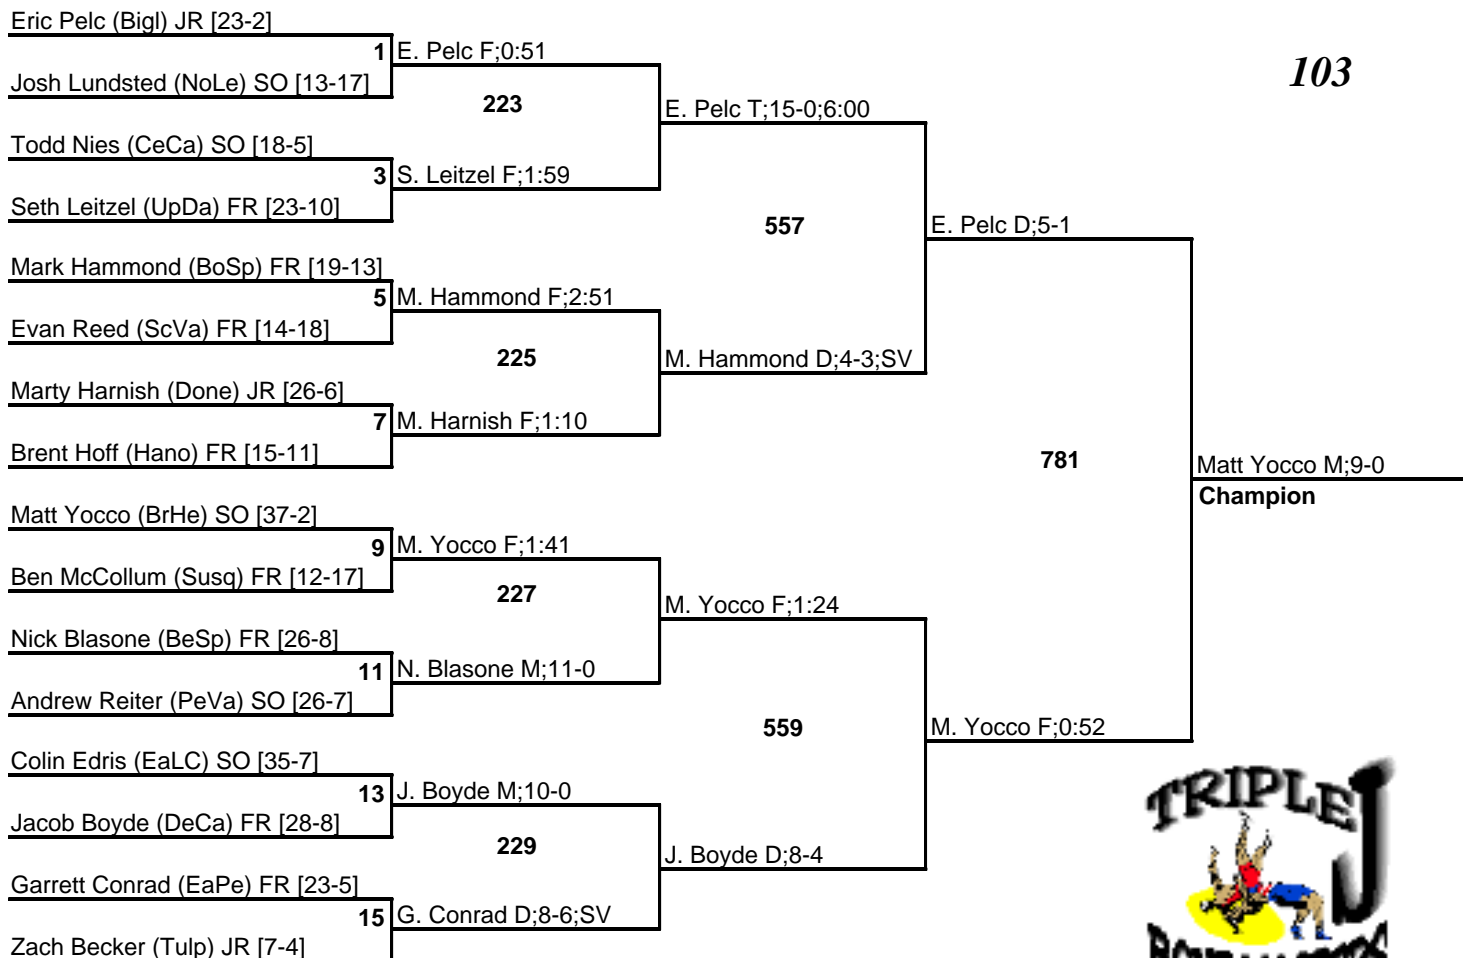 Eric Pelc (Bigl) JR [23-2]
1 E. Pelc F;0:51
103
Josh Lundsted (NoLe) SO [13-17]
223
E. Pelc T;15-0;6:00
Todd Nies (CeCa) SO [18-5]
3 S. Leitzel F;1:59
Seth Leitzel (UpDa) FR [23-10]
557
E. Pelc D;5-1
Mark Hammond (BoSp) FR [19-13]
5 M. Hammond F;2:51
Evan Reed (ScVa) FR [14-18]
225
M. Hammond D;4-3;SV
Marty Harnish (Done) JR [26-6]
7 M. Harnish F;1:10
Brent Hoff (Hano) FR [15-11]
781
Matt Yocco M;9-0
Champion
Matt Yocco (BrHe) SO [37-2]
9 M. Yocco F;1:41
Ben McCollum (Susq) FR [12-17]
227
M. Yocco F;1:24
Nick Blasone (BeSp) FR [26-8]
11 N. Blasone M;11-0
Andrew Reiter (PeVa) SO [26-7]
559
M. Yocco F;0:52
Colin Edris (EaLC) SO [35-7]
13 J. Boyde M;10-0
Jacob Boyde (DeCa) FR [28-8]
229
J. Boyde D;8-4
Garrett Conrad (EaPe) FR [23-5]
15 G. Conrad D;8-6;SV
Zach Becker (Tulp) JR [7-4]
TRIPLE J